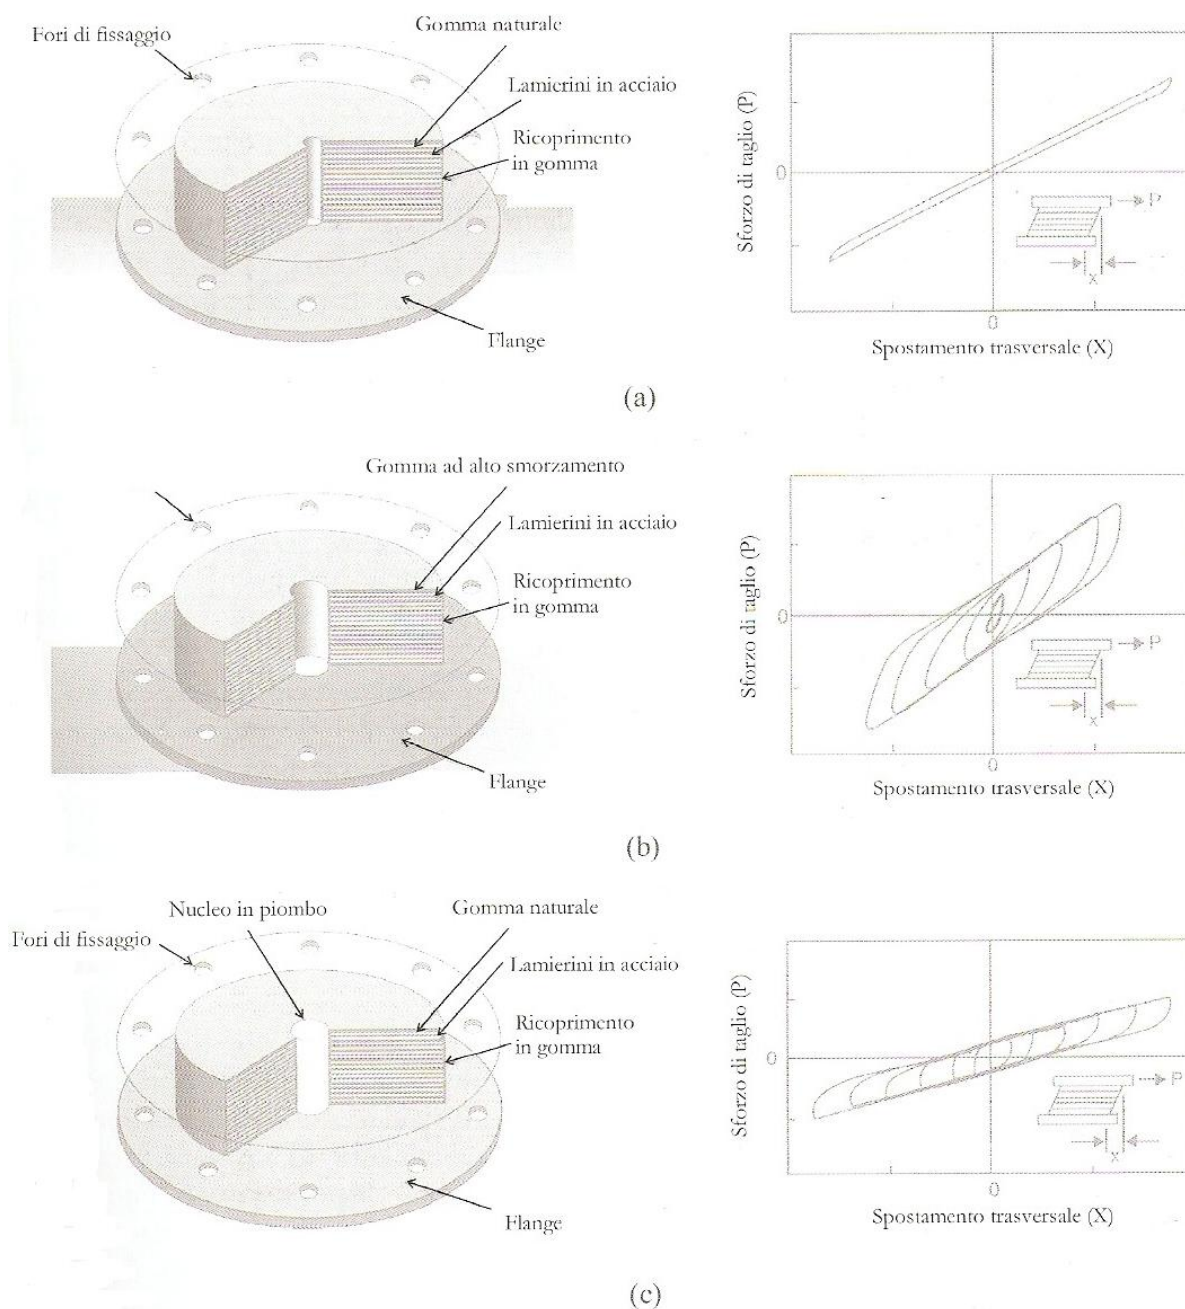 Gomma naturale
Fori di fissaggio
Lamierini in acciaio
Ricoprimento
in gomma
Flange
Sforzo di taglio (P)
0
P
x
0
Spostamento trasversale (X)
(a)
Gomma ad alto smorzamento
Lamierini in acciaio
Ricoprimento
in gomma
Flange
Sforzo di taglio (P)
0
P
x
0
Spostamento trasversale (X)
(b)
Nucleo in piombo
Gomma naturale
Fori di fissaggio
Lamierini in acciaio
Ricoprimento
in gomma
Flange
Sforzo di taglio (P)
0
P
x
0
Spostamento trasversale (X)
(c)